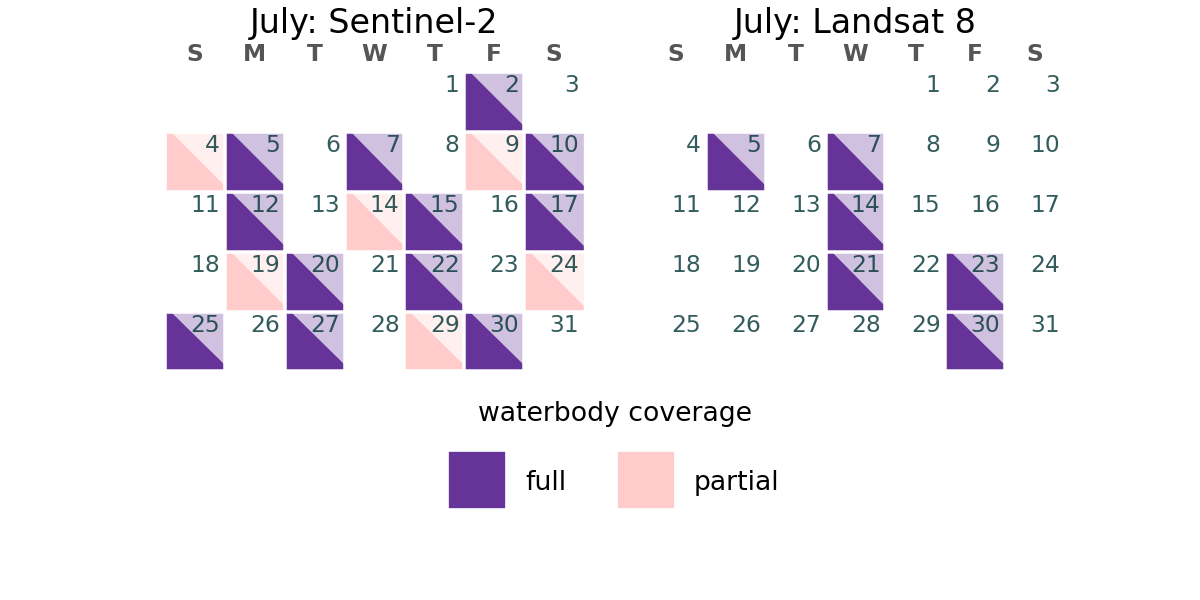 July: Sentinel-2
S M T W T F S
1 2 3
4 5 6 7 8 9 10
11 12 13 14 15 16 17
18 19 20 21 22 23 24
25 26 27 28 29 30 31
July: Landsat 8
S M T W T F S
1 2 3
4 5 6 7 8 9 10
11 12 13 14 15 16 17
18 19 20 21 22 23 24
25 26 27 28 29 30 31
waterbody coverage
full partial